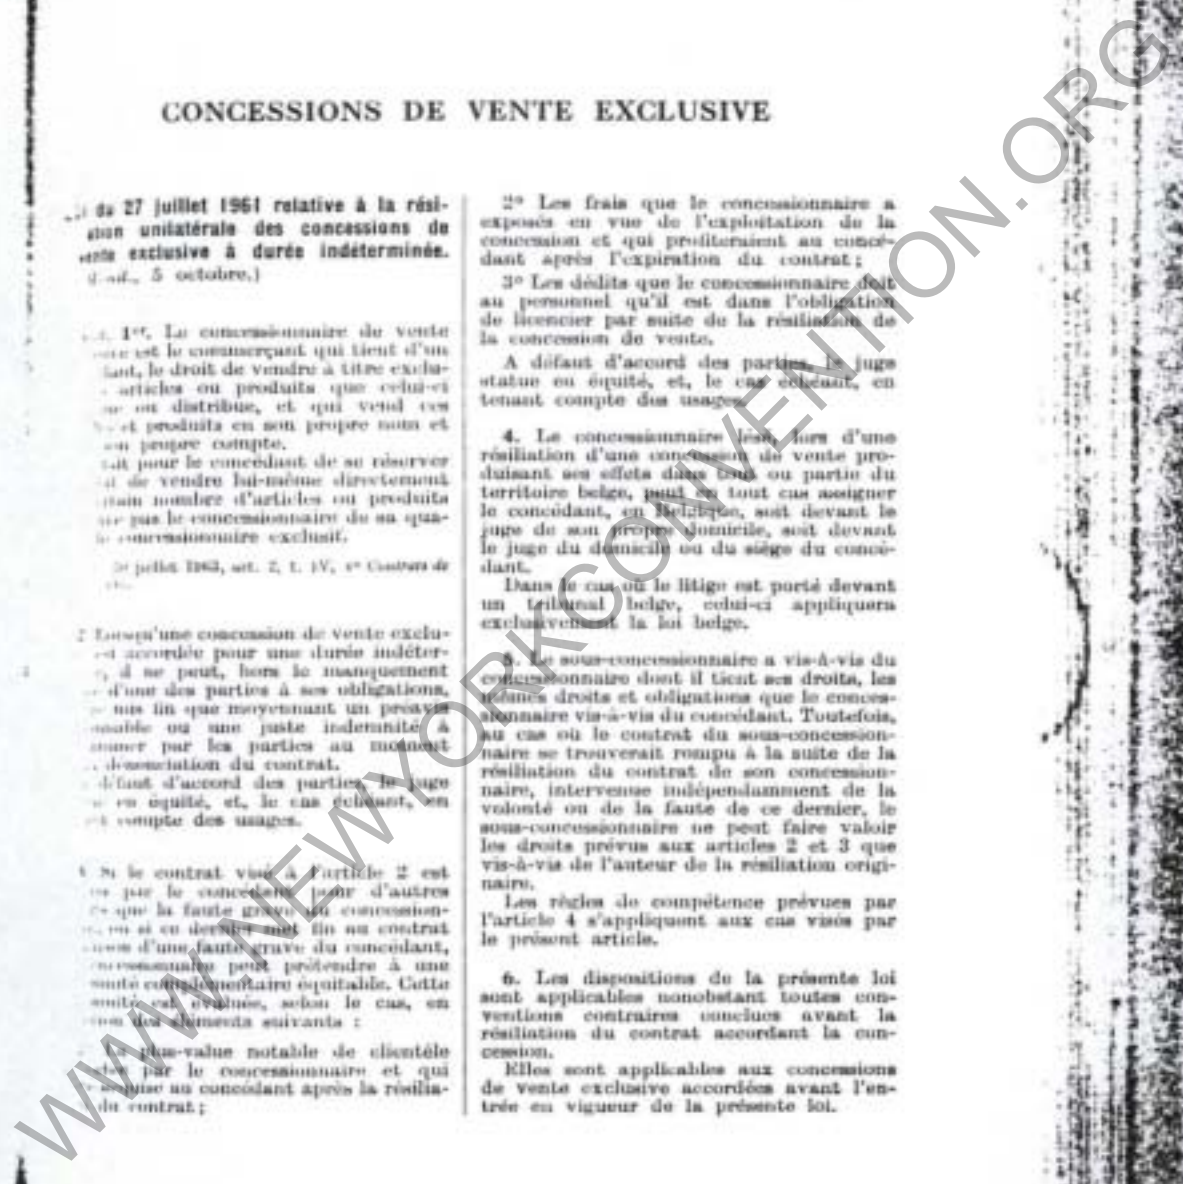 CONCESSIONS DE VENTE EXCLUSIVE
du 27 juillet 1961 relative à la rési-
unilatérale des concessions de
exclusive à durée indéterminée.
5 octobre.)
1er. Le concessionnaire de vente
est le commerçant qui tient d'un
le droit de vendre à titre exclu-
articles ou produits que celui-ci
ou distribue, et qui vend ces
produits en son propre nom et
propre compte.
pour le concédant de se réserver
de vendre lui-même directement
nombre d'articles ou produits
pas le concessionnaire de sa qua-
concessionnaire exclusif.
juillet 1963, art. 2, t. IV, v° Contrats de
2 Lorsqu'une concession de vente exclu-
accordée pour une durée indéter-
il ne peut, hors le manquement
d'une des parties à ses obligations,
mis fin que moyennant un préavis
ou une juste indemnité à
par les parties au moment
dénonciation du contrat.
défaut d'accord des parties, le juge
en équité, et, le cas échéant, en
compte des usages.
Si le contrat visé à l'article 2 est
par le concédant pour d'autres
que la faute grave du concession-
ou si ce dernier met fin au contrat
d'une faute grave du concédant,
peut prétendre à une
complémentaire équitable. Cette
est évaluée, selon le cas, en
des éléments suivants :
La plus-value notable de clientèle
par le concessionnaire et qui
au concédant après la résilia-
du contrat;
2° Les frais que le concessionnaire a
exposés en vue de l'exploitation de la
concession et qui profiteraient au concé-
dant après l'expiration du contrat;
3° Les dédits que le concessionnaire doit
au personnel qu'il est dans l'obligation
de licencier par suite de la résiliation de
la concession de vente.
A défaut d'accord des parties, le juge
statue en équité, et, le cas échéant, en
tenant compte des usages.
4. Le concessionnaire lésé, lors d'une
résiliation d'une concession de vente pro-
duisant ses effets dans tout ou partie du
territoire belge, peut en tout cas assigner
le concédant, en Belgique, soit devant le
juge de son propre domicile, soit devant
le juge du domicile ou du siège du concé-
dant.
Dans le cas où le litige est porté devant
un tribunal belge, celui-ci appliquera
exclusivement la loi belge.
5. Le sous-concessionnaire a vis-à-vis du
concessionnaire dont il tient ses droits, les
mêmes droits et obligations que le conces-
sionnaire vis-à-vis du concédant. Toutefois,
au cas où le contrat du sous-concession-
naire se trouverait rompu à la suite de la
résiliation du contrat de son concession-
naire, intervenue indépendamment de la
volonté ou de la faute de ce dernier, le
sous-concessionnaire ne peut faire valoir
les droits prévus aux articles 2 et 3 que
vis-à-vis de l'auteur de la résiliation origi-
naire.
Les règles de compétence prévues par
l'article 4 s'appliquent aux cas visés par
le présent article.
6. Les dispositions de la présente loi
sont applicables nonobstant toutes con-
ventions contraires conclues avant la
résiliation du contrat accordant la con-
cession.
Elles sont applicables aux concessions
de vente exclusive accordées avant l'en-
trée en vigueur de la présente loi.
WWW.NEWYORKCONVENTION.ORG